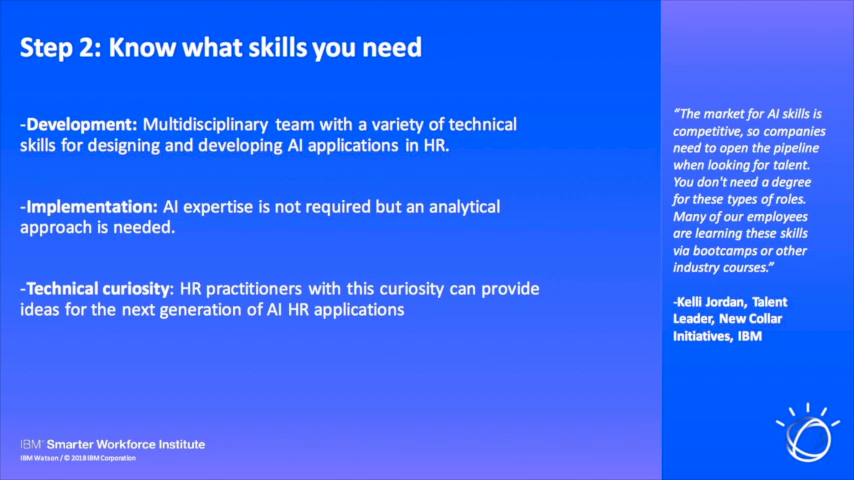 Step 2: Know what skills you need
-Development: Multidisciplinary team with a variety of technical
skills for designing and developing AI applications in HR.
-Implementation: AI expertise is not required but an analytical
approach is needed.
-Technical curiosity: HR practitioners with this curiosity can provide
ideas for the next generation of AI HR applications
IBM™ Smarter Workforce Institute
IBM Watson / © 2018 IBM Corporation
“The market for AI skills is
competitive, so companies
need to open the pipeline
when looking for talent.
You don't need a degree
for these types of roles.
Many of our employees
are learning these skills
via bootcamps or other
industry courses.”
-Kelli Jordan, Talent
Leader, New Collar
Initiatives, IBM